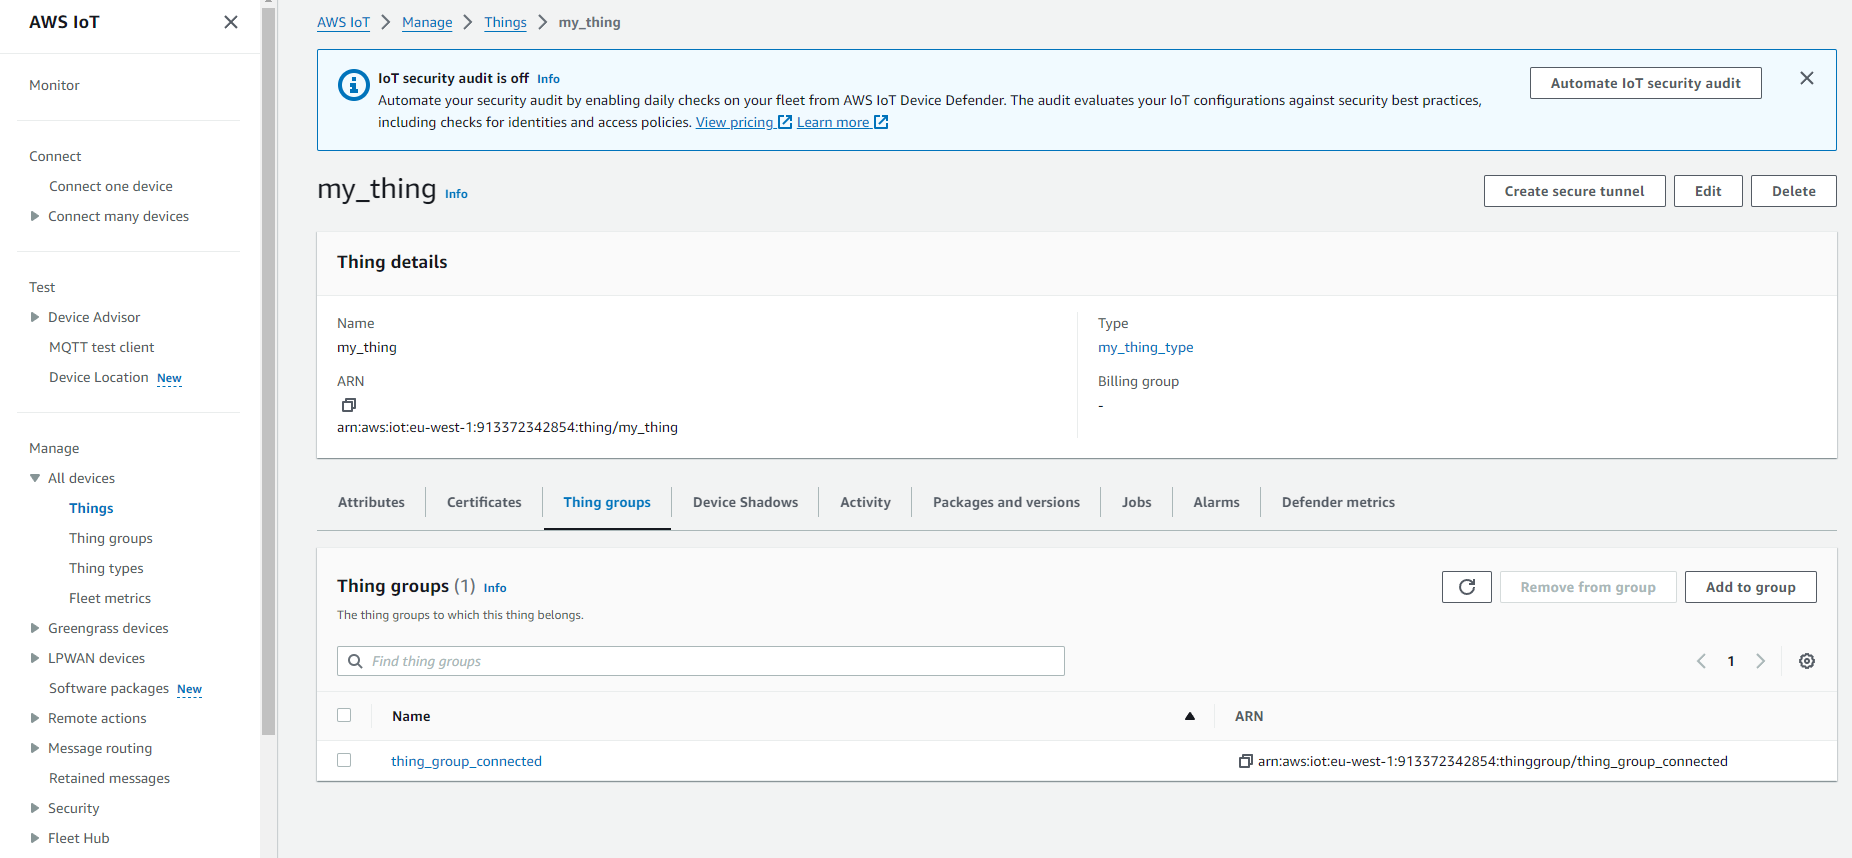 AWS IoT
Monitor
Connect
Connect one device
Connect many devices
Test
Device Advisor
MQTT test client
Device Location New
Manage
All devices
Things
Thing groups
Thing types
Fleet metrics
Greengrass devices
LPWAN devices
Software packages New
Remote actions
Message routing
Retained messages
Security
Fleet Hub
AWS IoT Manage Things my_thing
IoT security audit is off Info
Automate your security audit by enabling daily checks on your fleet from AWS IoT Device Defender. The audit evaluates your IoT configurations against security best practices,
including checks for identities and access policies. View pricing Learn more
Automate IoT security audit
my_thing Info
Create secure tunnel Edit Delete
Thing details
Name
my_thing
ARN
arn:aws:iot:eu-west-1:913372342854:thing/my_thing
Type
my_thing_type
Billing group
-
Attributes Certificates Thing groups Device Shadows Activity Packages and versions Jobs Alarms Defender metrics
Thing groups (1) Info
The thing groups to which this thing belongs.
Remove from group Add to group
Find thing groups
1
Name ARN
thing_group_connected arn:aws:iot:eu-west-1:913372342854:thinggroup/thing_group_connected